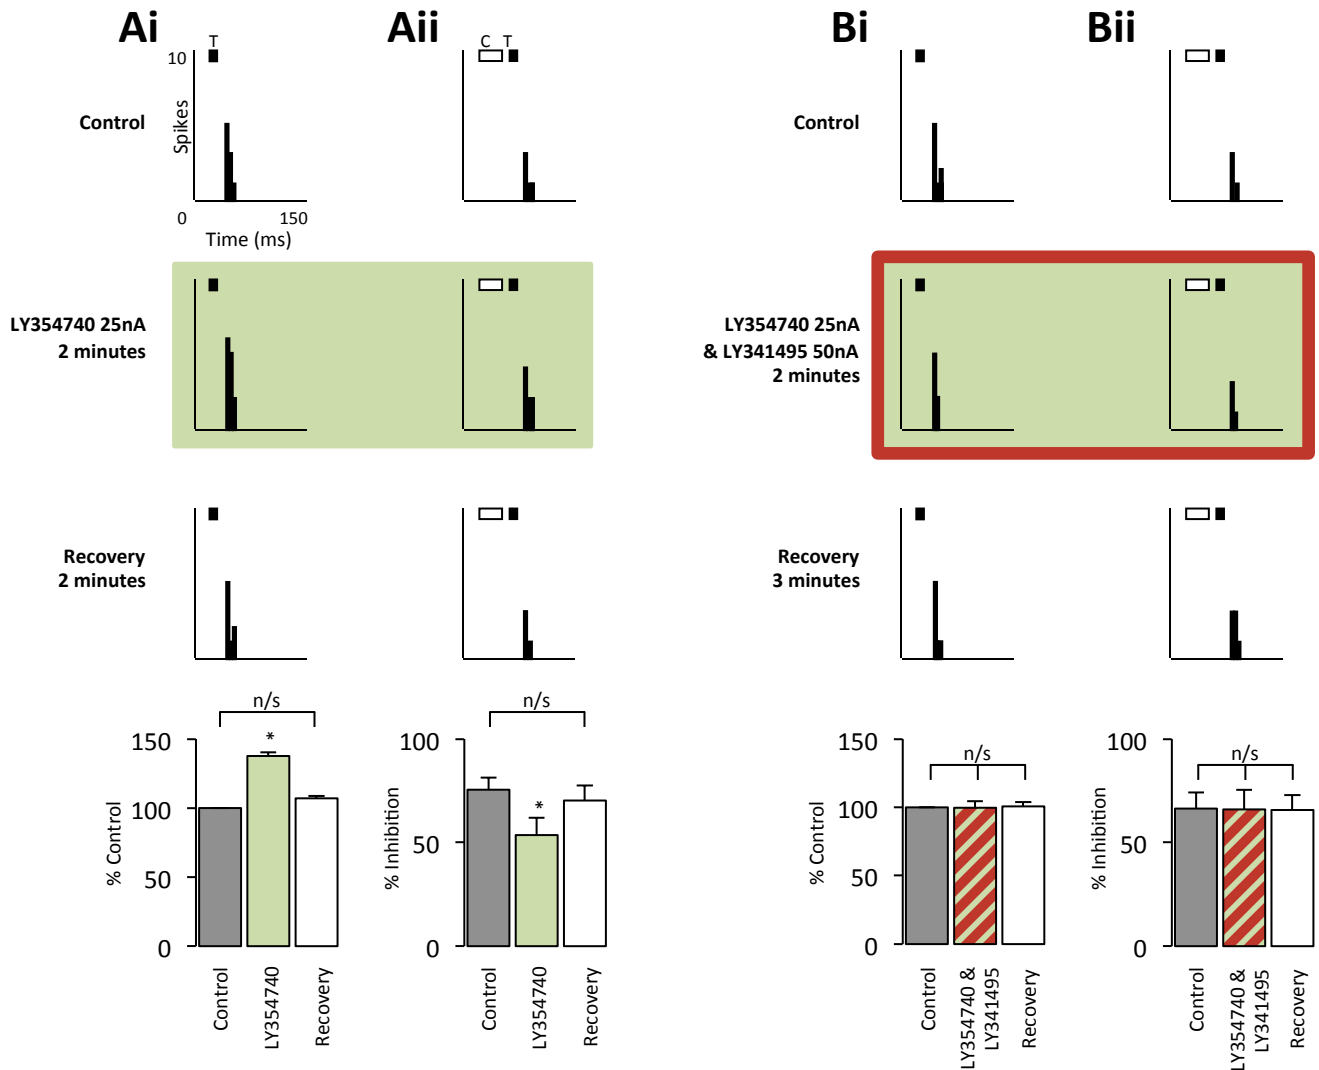 Ai
Aii
Bi
Bii
T
C T
10
Spikes
Control
Control
0 150
Time (ms)
LY354740 25nA
2 minutes
LY354740 25nA
& LY341495 50nA
2 minutes
Recovery
2 minutes
Recovery
3 minutes
n/s
*
150
100
50
0
% Control
Control
LY354740
Recovery
n/s
*
100
50
0
% Inhibition
Control
LY354740
Recovery
n/s
150
100
50
0
% Control
Control
LY354740 &
LY341495
Recovery
n/s
100
50
0
% Inhibition
Control
LY354740 &
LY341495
Recovery